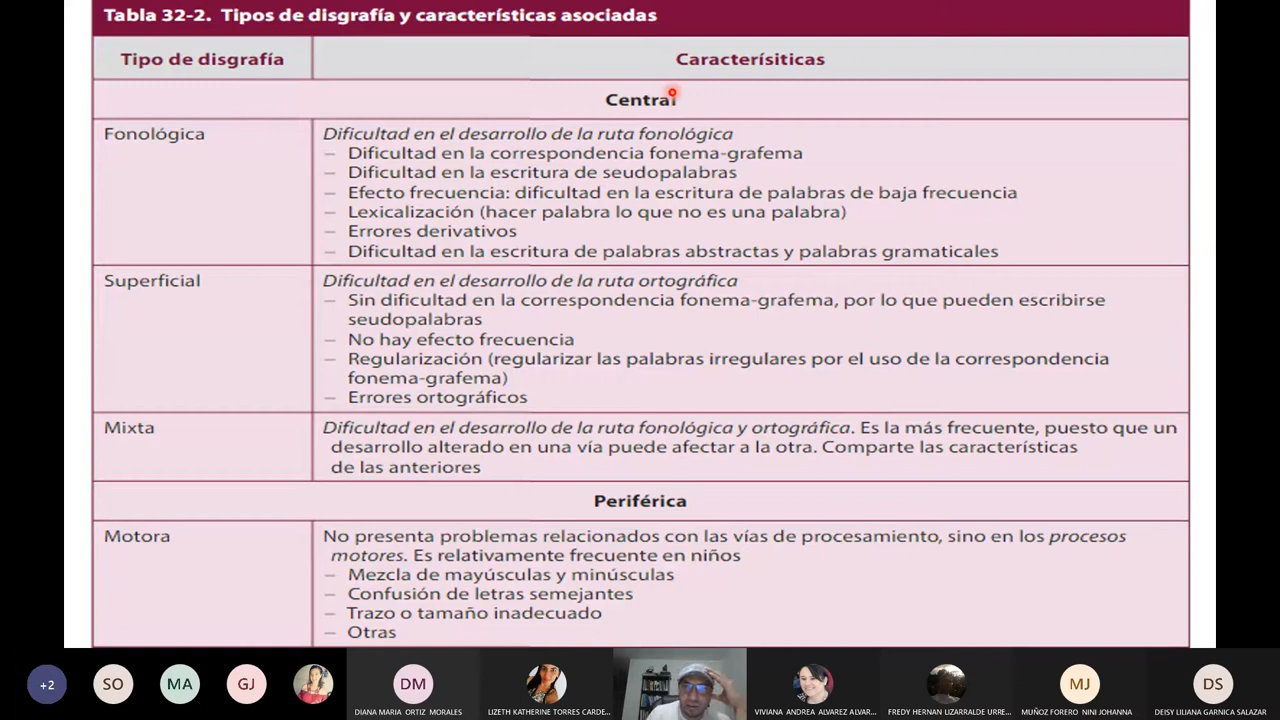 Tabla 32-2. Tipos de disgrafía y características asociadas
Tipo de disgrafía
Caracterísiticas
Central
Fonológica
Dificultad en el desarrollo de la ruta fonológica
– Dificultad en la correspondencia fonema-grafema
– Dificultad en la escritura de seudopalabras
– Efecto frecuencia: dificultad en la escritura de palabras de baja frecuencia
– Lexicalización (hacer palabra lo que no es una palabra)
– Errores derivativos
– Dificultad en la escritura de palabras abstractas y palabras gramaticales
Superficial
Dificultad en el desarrollo de la ruta ortográfica
– Sin dificultad en la correspondencia fonema-grafema, por lo que pueden escribirse
seudopalabras
– No hay efecto frecuencia
– Regularización (regularizar las palabras irregulares por el uso de la correspondencia
fonema-grafema)
– Errores ortográficos
Mixta
Dificultad en el desarrollo de la ruta fonológica y ortográfica. Es la más frecuente, puesto que un
desarrollo alterado en una vía puede afectar a la otra. Comparte las características
de las anteriores
Periférica
Motora
No presenta problemas relacionados con las vías de procesamiento, sino en los procesos
motores. Es relativamente frecuente en niños
– Mezcla de mayúsculas y minúsculas
– Confusión de letras semejantes
– Trazo o tamaño inadecuado
– Otras
+2
SO
MA
GJ
DM
MJ
DS
DIANA MARIA ORTIZ MORALES
LIZETH KATHERINE TORRES CARDE...
VIVIANA ANDREA ALVAREZ ALVAR...
FREDY HERNAN LIZARRALDE URRE...
MUÑOZ FORERO NINI JOHANNA
DEISY LILIANA GARNICA SALAZAR